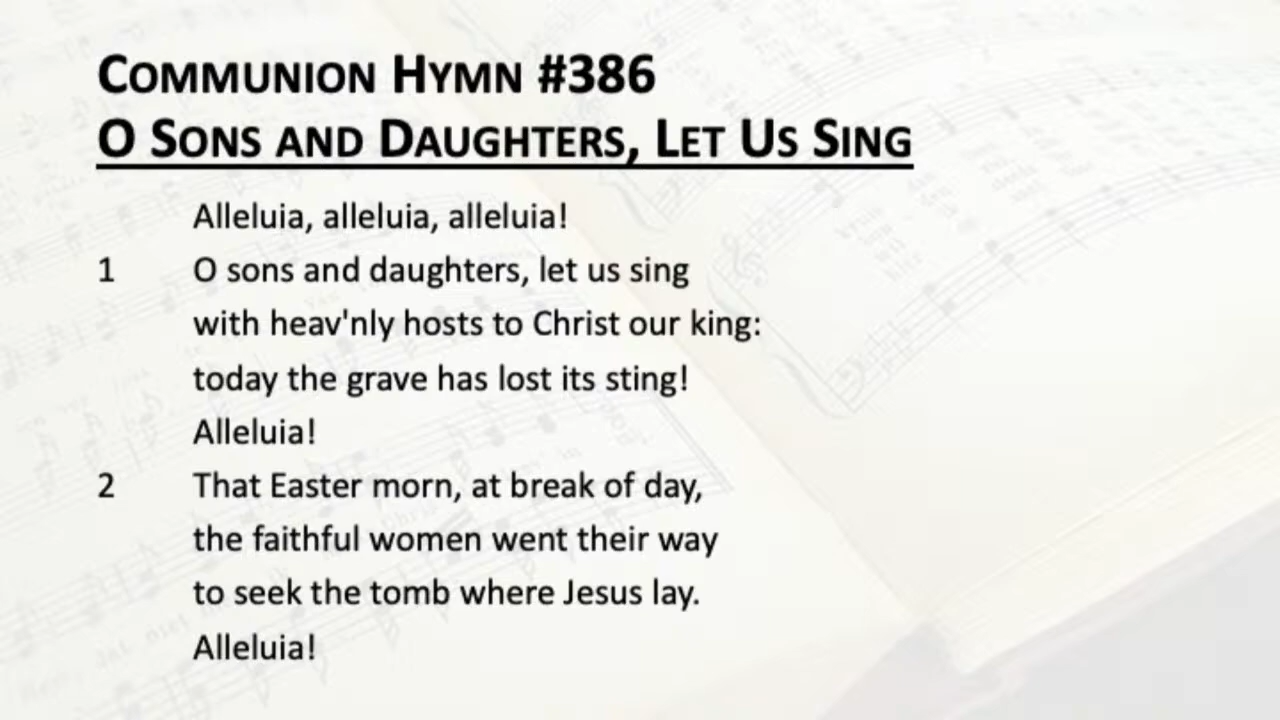 COMMUNION HYMN #386
O SONS AND DAUGHTERS, LET US SING
Alleluia, alleluia, alleluia!
1 O sons and daughters, let us sing
with heav'nly hosts to Christ our king:
today the grave has lost its sting!
Alleluia!
2 That Easter morn, at break of day,
the faithful women went their way
to seek the tomb where Jesus lay.
Alleluia!